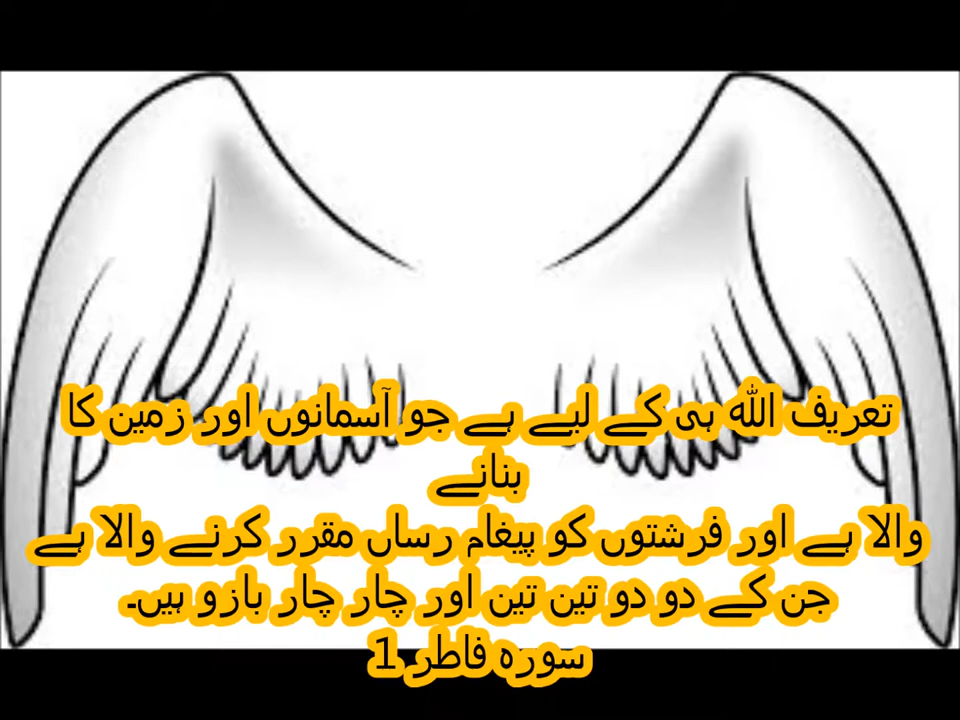 تعریف اللہ ہی کے لیے ہے جو آسمانوں اور زمین کا
بنانے
والا ہے اور فرشتوں کو پیغام رساں مقرر کرنے والا ہے
جن کے دو دو تین تین اور چار چار بازو ہیں۔
سورہ فاطر 1